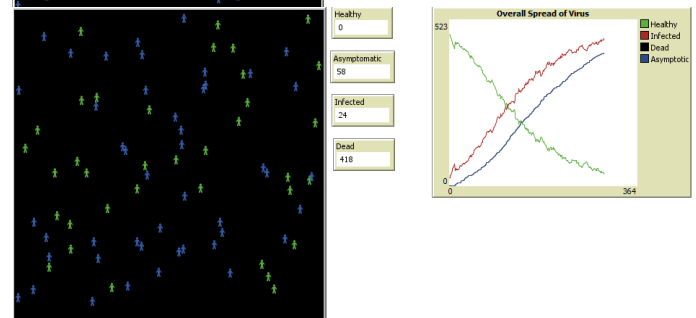 Healthy
0
Asymptomatic
58
Infected
24
Dead
418
Overall Spread of Virus
523
0
0
364
Healthy
Infected
Dead
Asymptotic